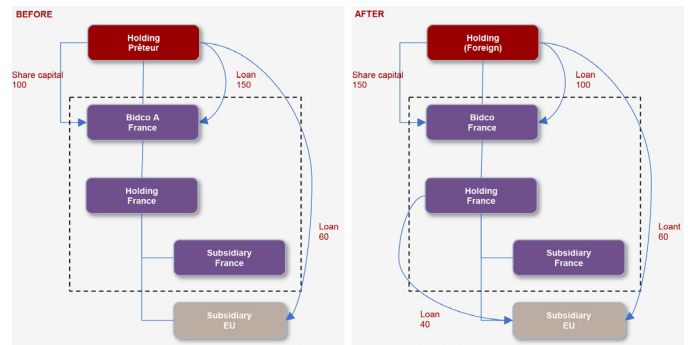 BEFORE
Holding
Prêteur
Share capital
100
Loan
150
Bidco A
France
Holding
France
Loan
60
Subsidiary
France
Subsidiary
EU
AFTER
Holding
(Foreign)
Share capital
150
Loan
100
Bidco
France
Holding
France
Loant
60
Subsidiary
France
Loan
40
Subsidiary
EU